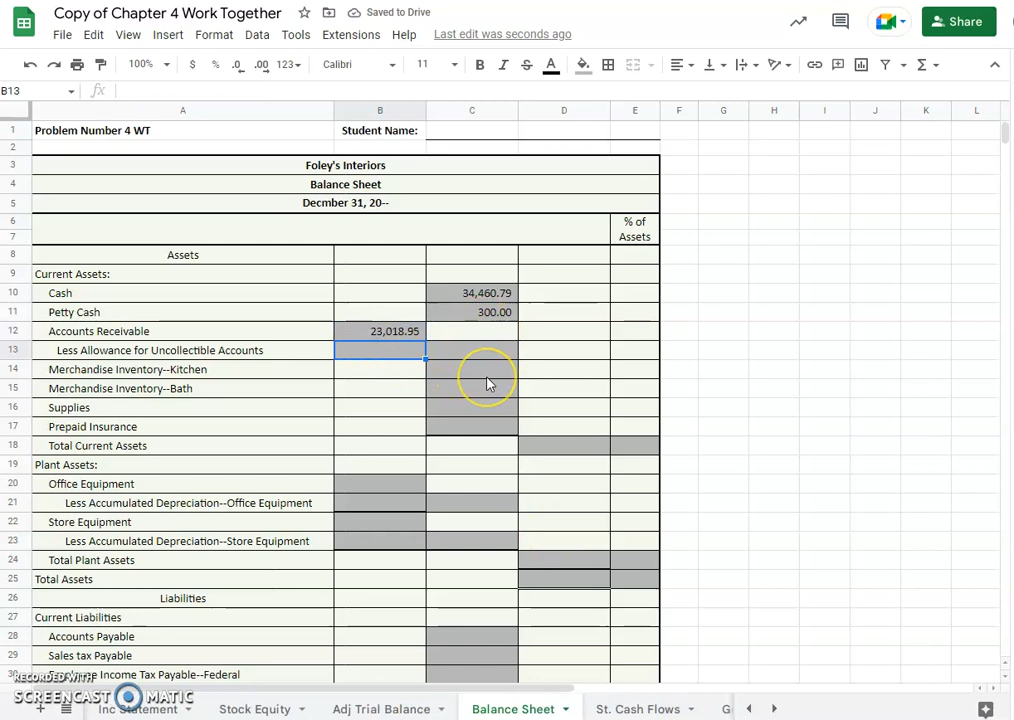 Copy of Chapter 4 Work Together Saved to Drive
File Edit View Insert Format Data Tools Extensions Help Last edit was seconds ago Share
100% $ % .0 .00 123 Calibri 11 B I S A
B13 fx
A B C D E F G H I J K L
1 Problem Number 4 WT Student Name:
2
3 Foley's Interiors
4 Balance Sheet
5 Decmber 31, 20--
6 % of
7 Assets
8 Assets
9 Current Assets:
10 Cash 34,460.79
11 Petty Cash 300.00
12 Accounts Receivable 23,018.95
13 Less Allowance for Uncollectible Accounts
14 Merchandise Inventory--Kitchen
15 Merchandise Inventory--Bath
16 Supplies
17 Prepaid Insurance
18 Total Current Assets
19 Plant Assets:
20 Office Equipment
21 Less Accumulated Depreciation--Office Equipment
22 Store Equipment
23 Less Accumulated Depreciation--Store Equipment
24 Total Plant Assets
25 Total Assets
26 Liabilities
27 Current Liabilities
28 Accounts Payable
29 Sales tax Payable
Income Tax Payable--Federal
RECORDED WITH
SCREENCAST MATIC
Inc Statement Stock Equity Adj Trial Balance Balance Sheet St. Cash Flows